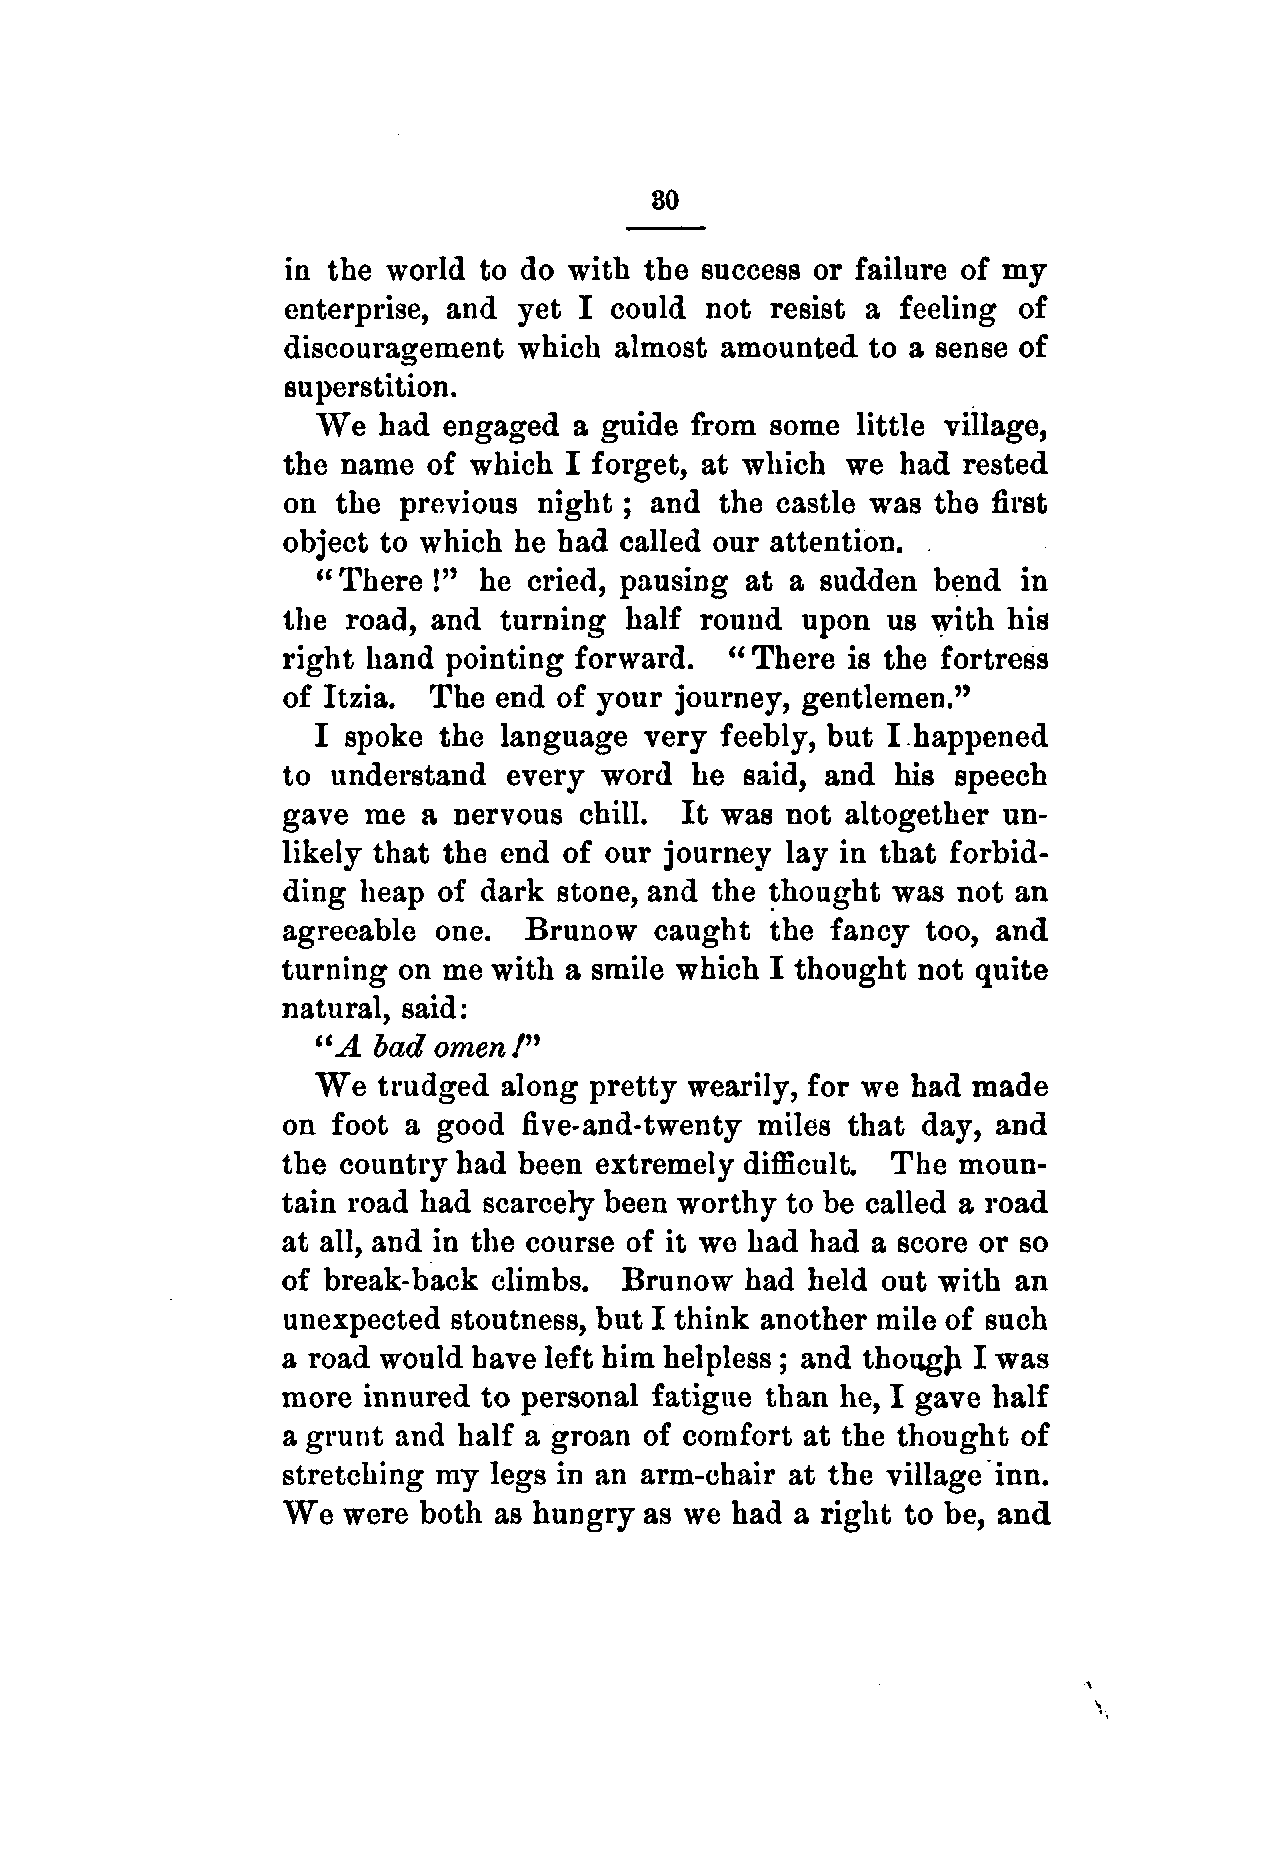 30
in the world to do with the success or failure of my
enterprise, and yet I could not resist a feeling of
discouragement which almost amounted to a sense of
superstition.
We had engaged a guide from some little village,
the name of which I forget, at which we had rested
on the previous night ; and the castle was the first
object to which he had called our attention.
“There !” he cried, pausing at a sudden bend in
the road, and turning half round upon us with his
right hand pointing forward. “There is the fortress
of Itzia. The end of your journey, gentlemen.”
I spoke the language very feebly, but I happened
to understand every word he said, and his speech
gave me a nervous chill. It was not altogether un-
likely that the end of our journey lay in that forbid-
ding heap of dark stone, and the thought was not an
agreeable one. Brunow caught the fancy too, and
turning on me with a smile which I thought not quite
natural, said:
“A bad omen !”
We trudged along pretty wearily, for we had made
on foot a good five-and-twenty miles that day, and
the country had been extremely difficult. The moun-
tain road had scarcely been worthy to be called a road
at all, and in the course of it we had had a score or so
of break-back climbs. Brunow had held out with an
unexpected stoutness, but I think another mile of such
a road would have left him helpless ; and though I was
more innured to personal fatigue than he, I gave half
a grunt and half a groan of comfort at the thought of
stretching my legs in an arm-chair at the village inn.
We were both as hungry as we had a right to be, and